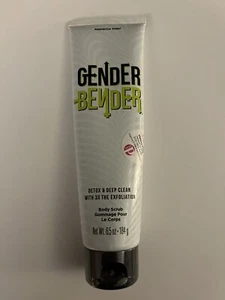 GENDER
BENDER
DETOX & DEEP CLEAN
WITH 3X THE EXFOLIATION
Body Scrub
Gommage Pour
Le Corps
Net Wt. 6.5 oz - 184 g